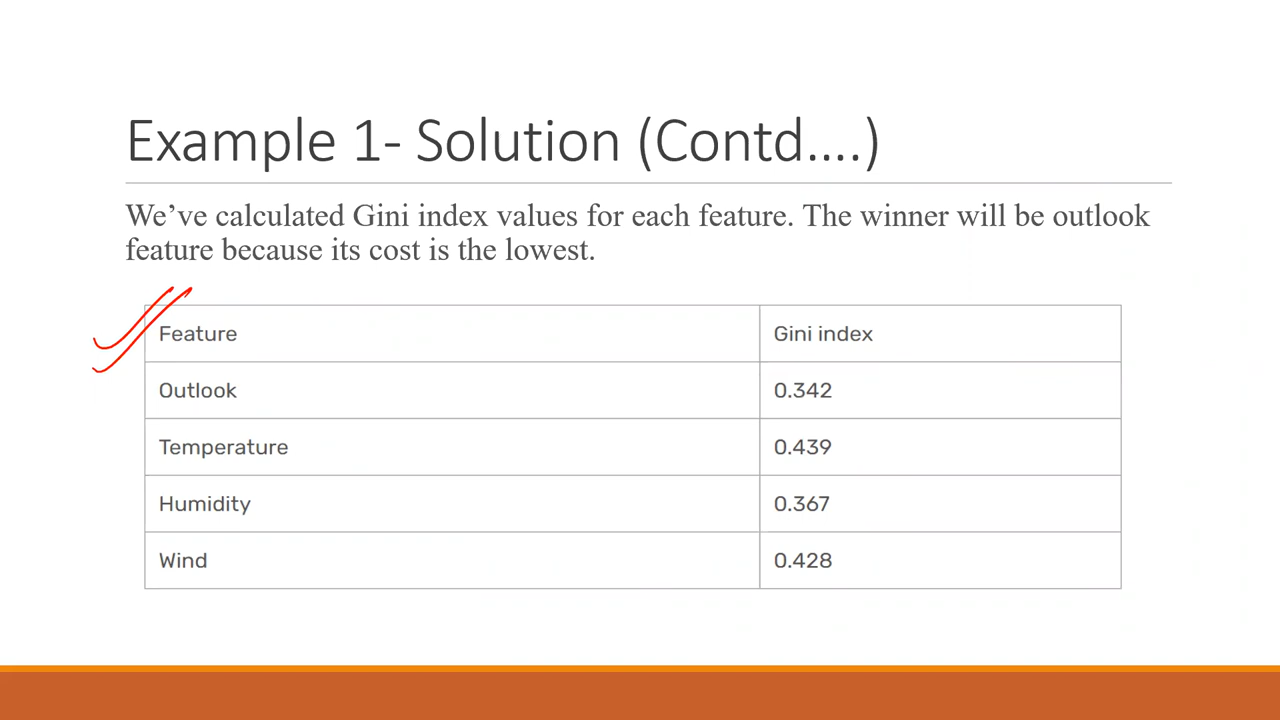 Example 1- Solution (Contd….)
We’ve calculated Gini index values for each feature. The winner will be outlook
feature because its cost is the lowest.
Feature Gini index
Outlook 0.342
Temperature 0.439
Humidity 0.367
Wind 0.428